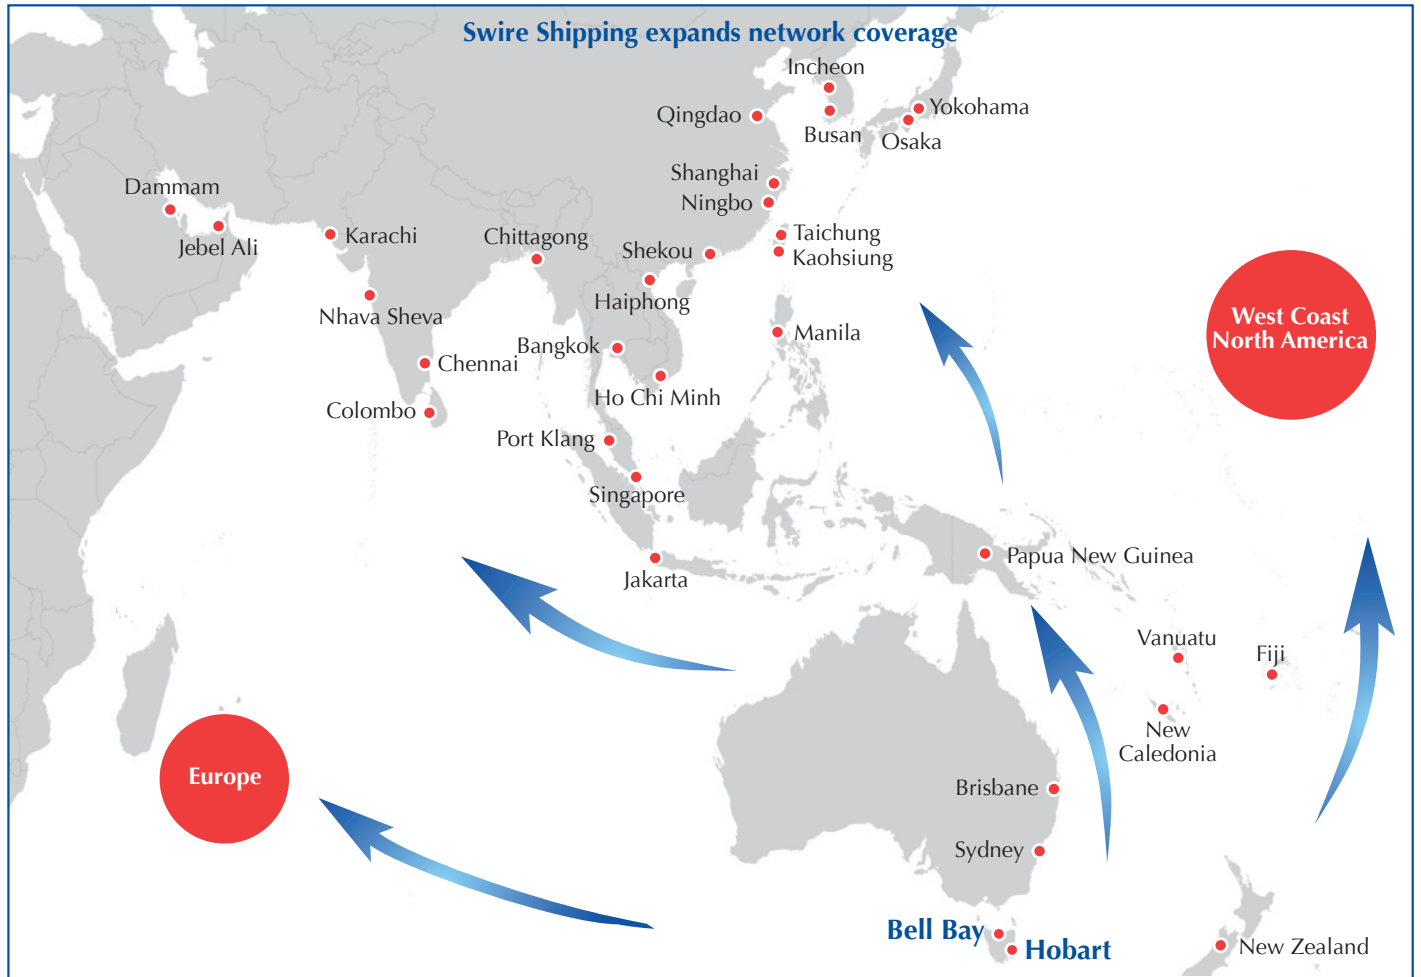 Swire Shipping expands network coverage
Incheon
Qingdao
Yokohama
Busan
Osaka
Shanghai
Dammam
Ningbo
Taichung
Karachi
Chittagong
Jebel Ali
Shekou
Kaohsiung
Haiphong
Nhava Sheva
West Coast
North America
Manila
Bangkok
Chennai
Ho Chi Minh
Colombo
Port Klang
Singapore
Papua New Guinea
Jakarta
Vanuatu
Fiji
New
Caledonia
Europe
Brisbane
Sydney
Bell Bay
Hobart
New Zealand